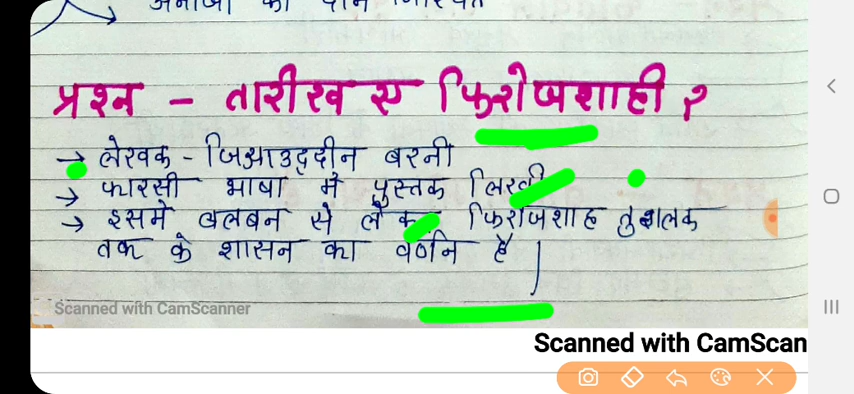 प्रश्न - तारीख ए फिरोजशाही ?
→ लेखक - जिआउद्दीन बरनी
→ फारसी भाषा में पुस्तक लिखी
→ इसमें बलबन से लेकर फिरोजशाह तुगलक
तक के शासन का वर्णन है |
Scanned with CamScanner
Scanned with CamScan